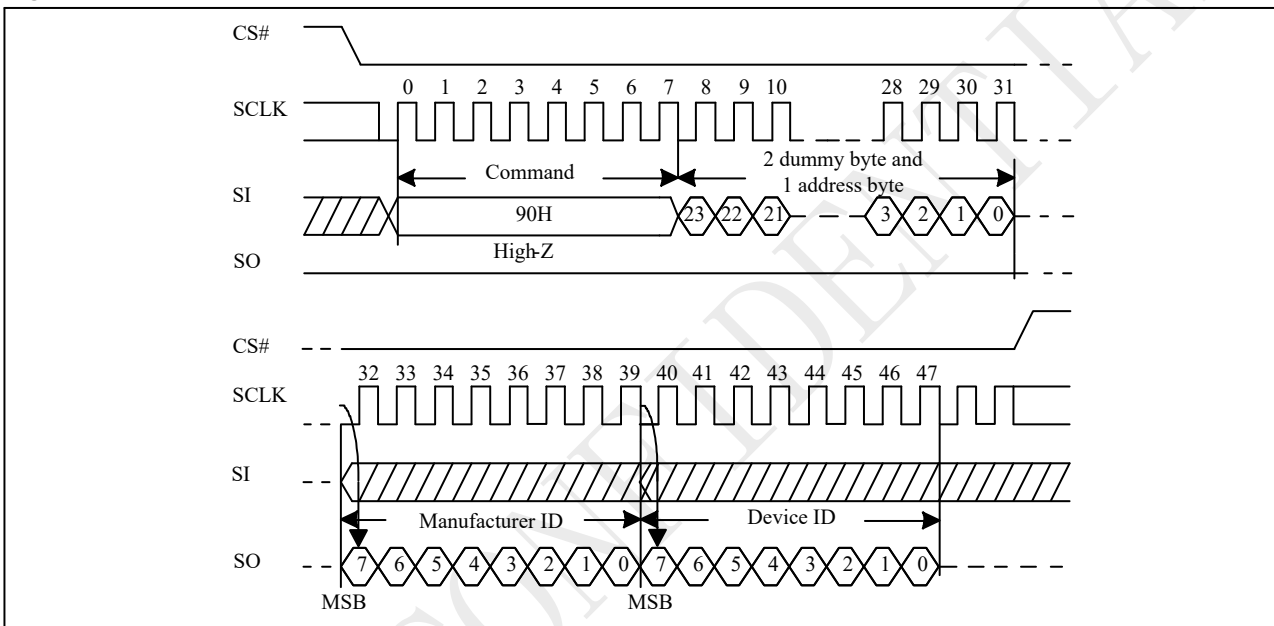 CS#
0 1 2 3 4 5 6 7 8 9 10 28 29 30 31
SCLK
Command
2 dummy byte and
1 address byte
SI
90H
23 22 21 3 2 1 0
High-Z
SO
CS#
32 33 34 35 36 37 38 39 40 41 42 43 44 45 46 47
SCLK
SI
Manufacturer ID
Device ID
SO
7 6 5 4 3 2 1 0 7 6 5 4 3 2 1 0
MSB
MSB